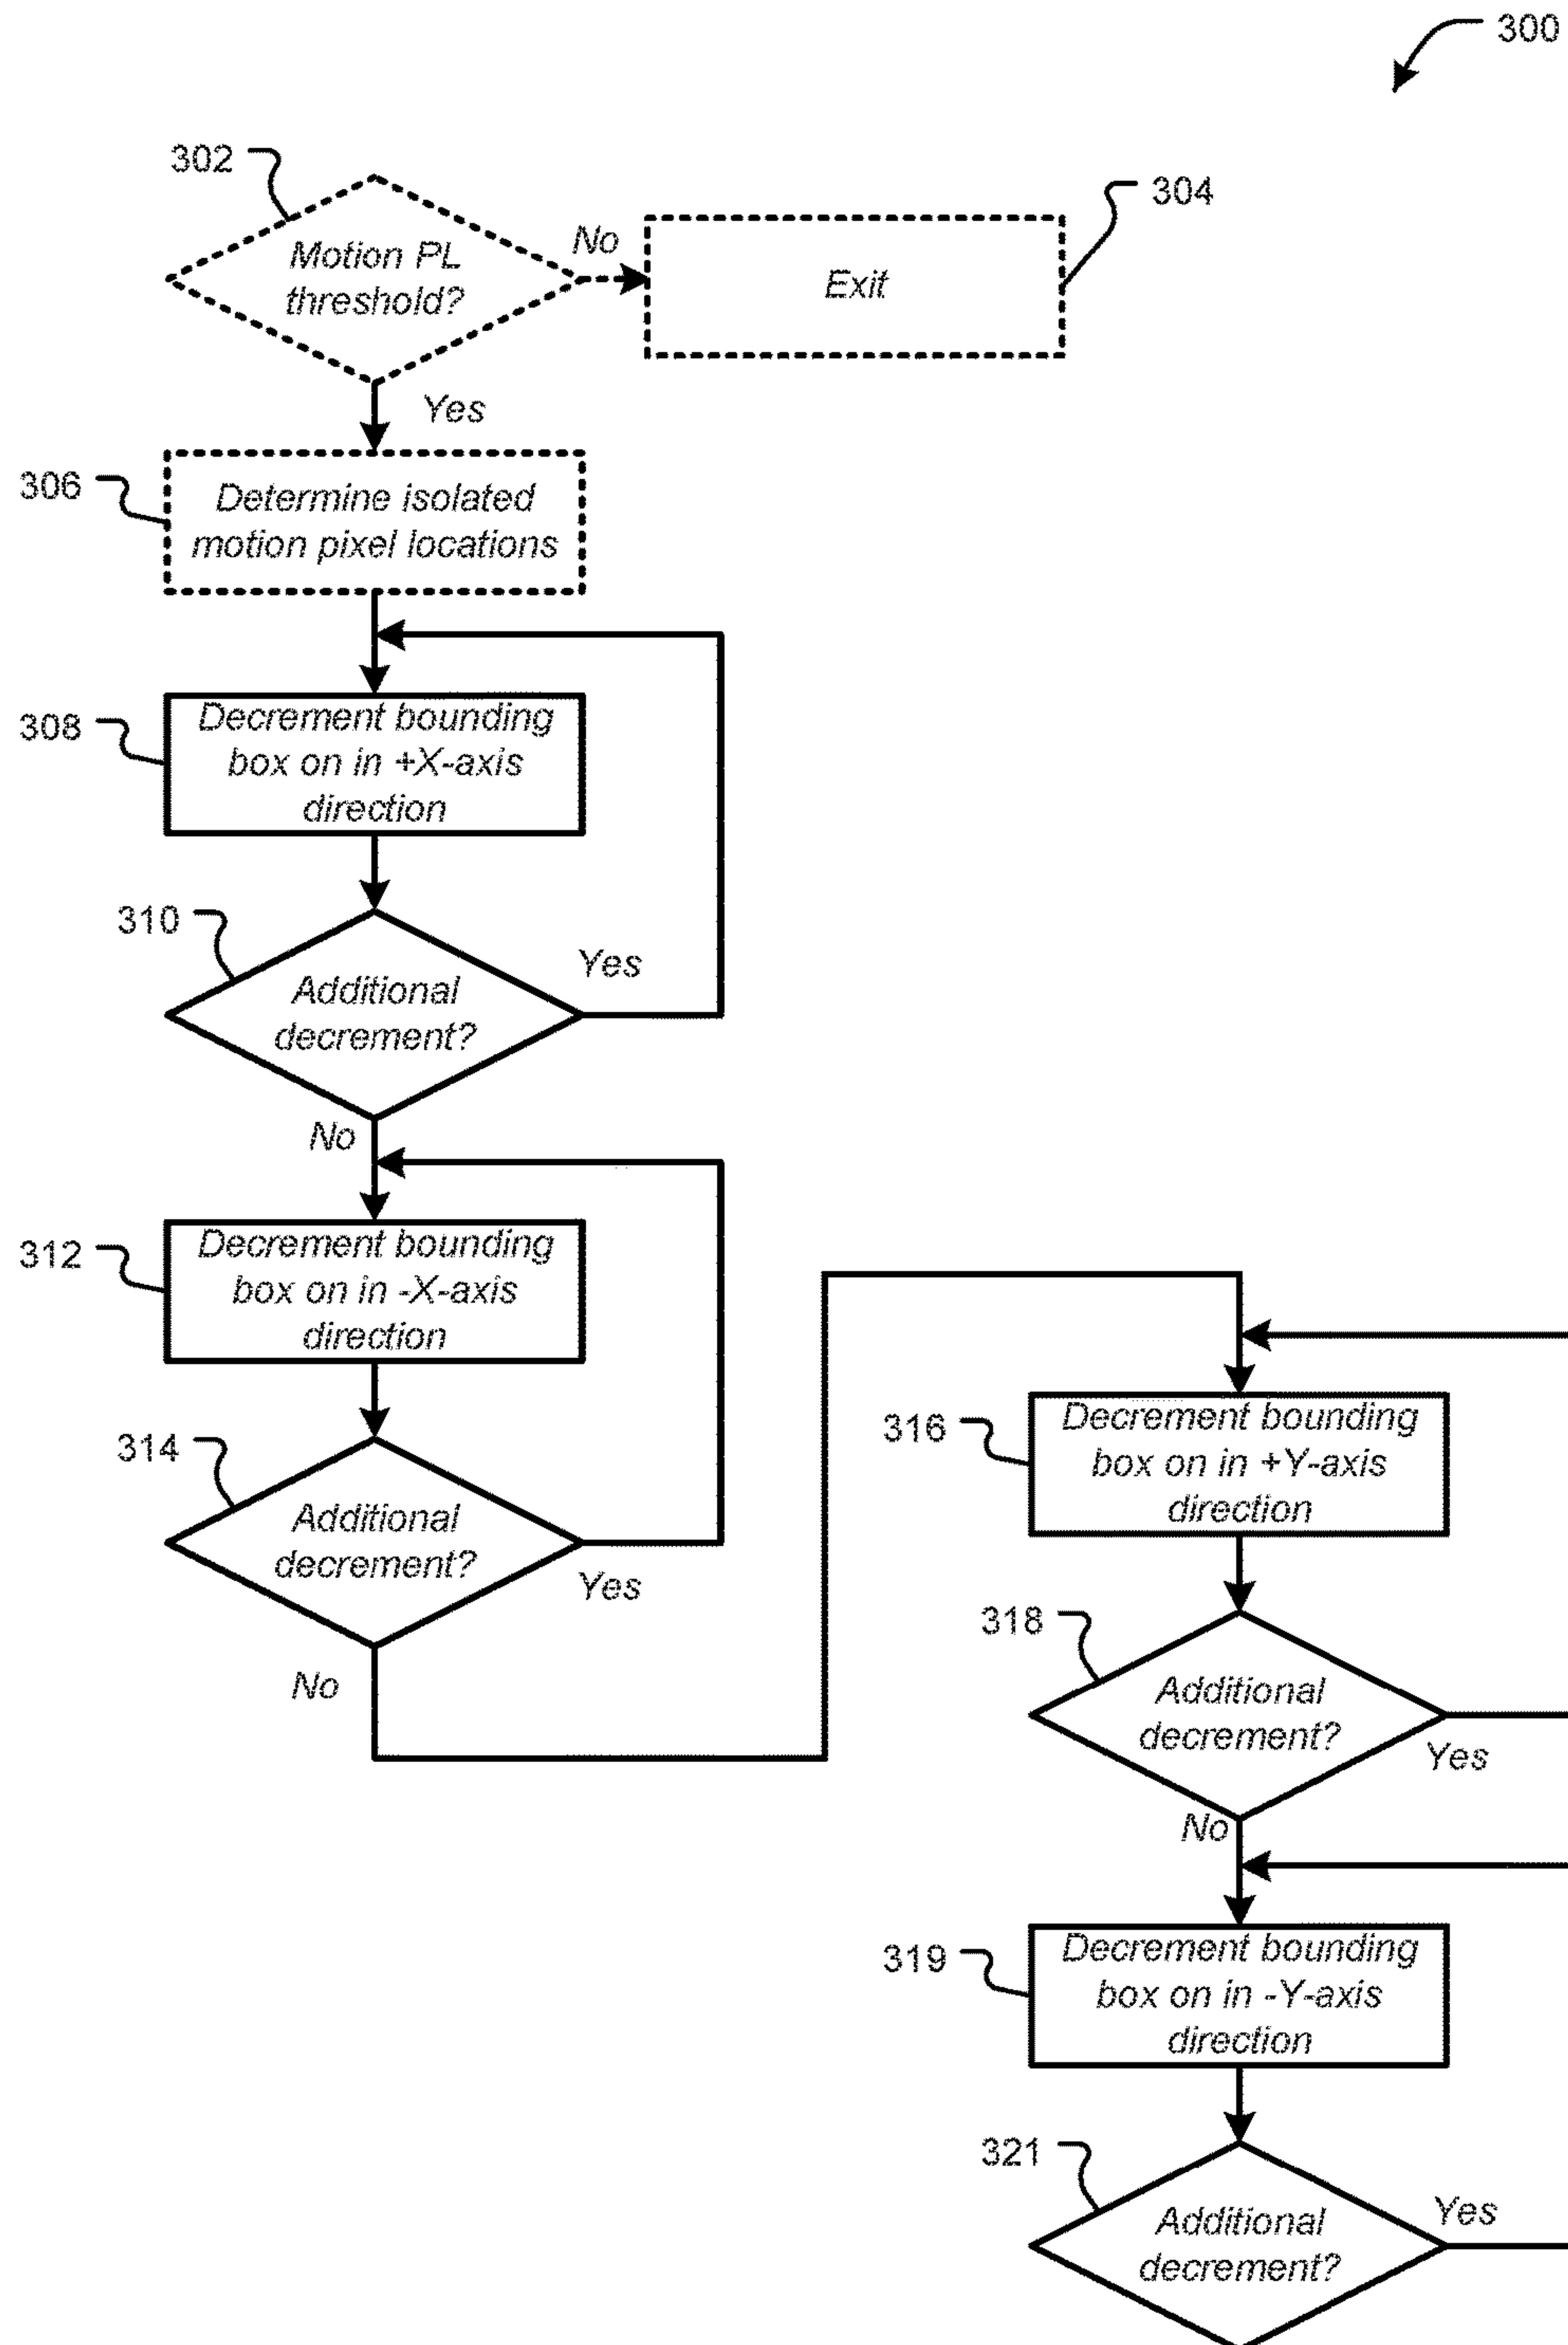 300
302
Motion PL
threshold?
No
304
Exit
Yes
306
Determine isolated
motion pixel locations
308
Decrement bounding
box on in +X-axis
direction
310
Additional
decrement?
Yes
No
312
Decrement bounding
box on in -X-axis
direction
314
Additional
decrement?
Yes
No
316
Decrement bounding
box on in +Y-axis
direction
318
Additional
decrement?
Yes
No
319
Decrement bounding
box on in -Y-axis
direction
321
Additional
decrement?
Yes